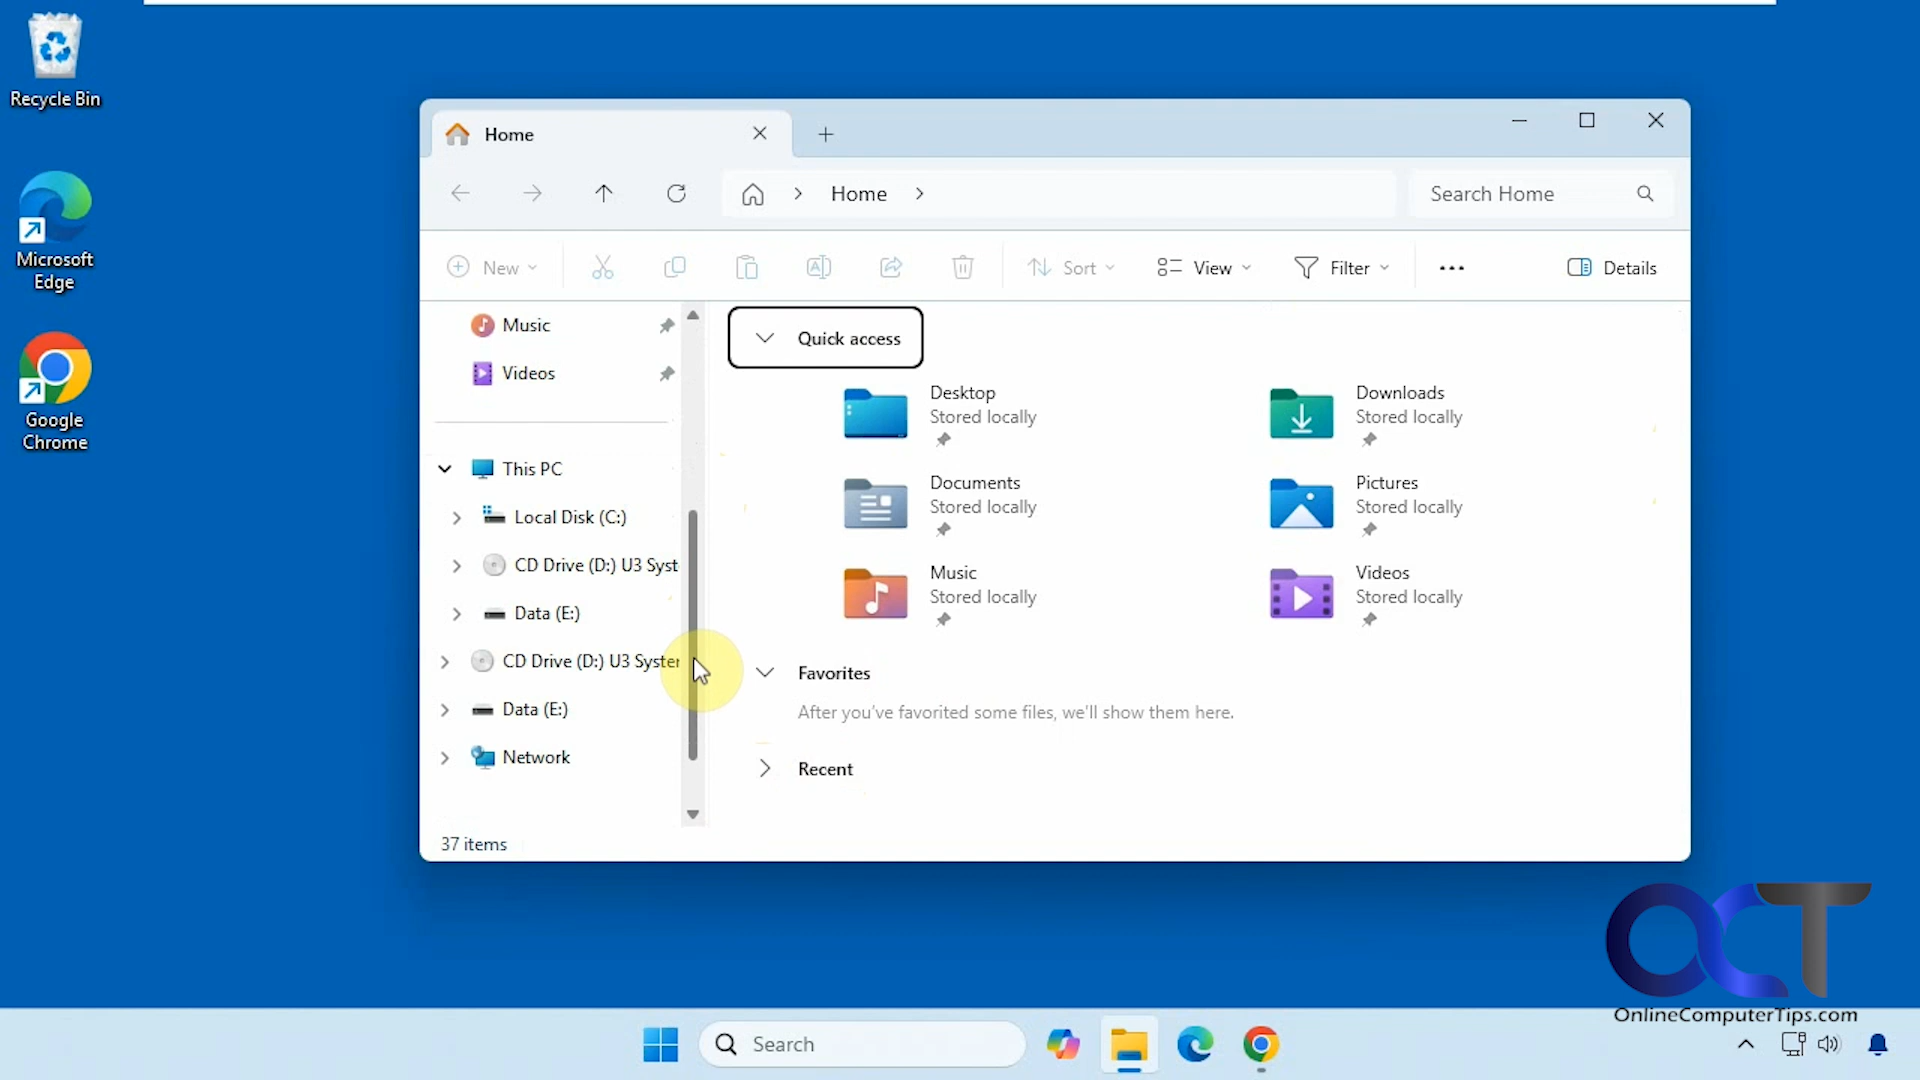 Recycle Bin
Microsoft
Edge
Google
Chrome
Home
Home
Search Home
New
Sort
View
Filter
Details
Music
Videos
This PC
Local Disk (C:)
CD Drive (D:) U3 Syst
Data (E:)
CD Drive (D:) U3 System
Data (E:)
Network
Quick access
Desktop
Stored locally
Downloads
Stored locally
Documents
Stored locally
Pictures
Stored locally
Music
Stored locally
Videos
Stored locally
Favorites
After you've favorited some files, we'll show them here.
Recent
37 items
OCT
OnlineComputerTips.com
Search